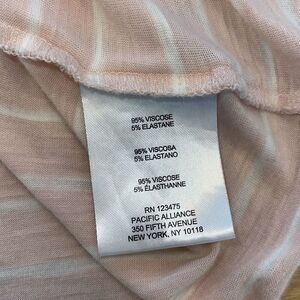 95% VISCOSE
5% ELASTANE
95% VISCOSA
5% ELASTANO
95% VISCOSE
5% ÉLASTHANNE
RN 123475
PACIFIC ALLIANCE
350 FIFTH AVENUE
NEW YORK, NY 10118